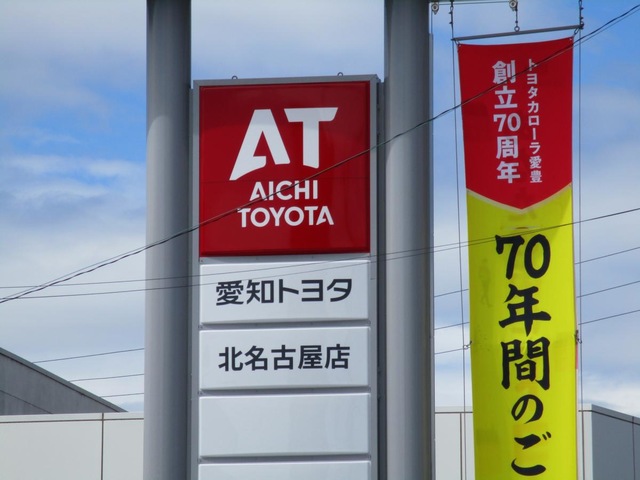 AT
AICHI
TOYOTA
愛知トヨタ
北名古屋店
トヨタカローラ愛豊
創立70周年
70年間のご